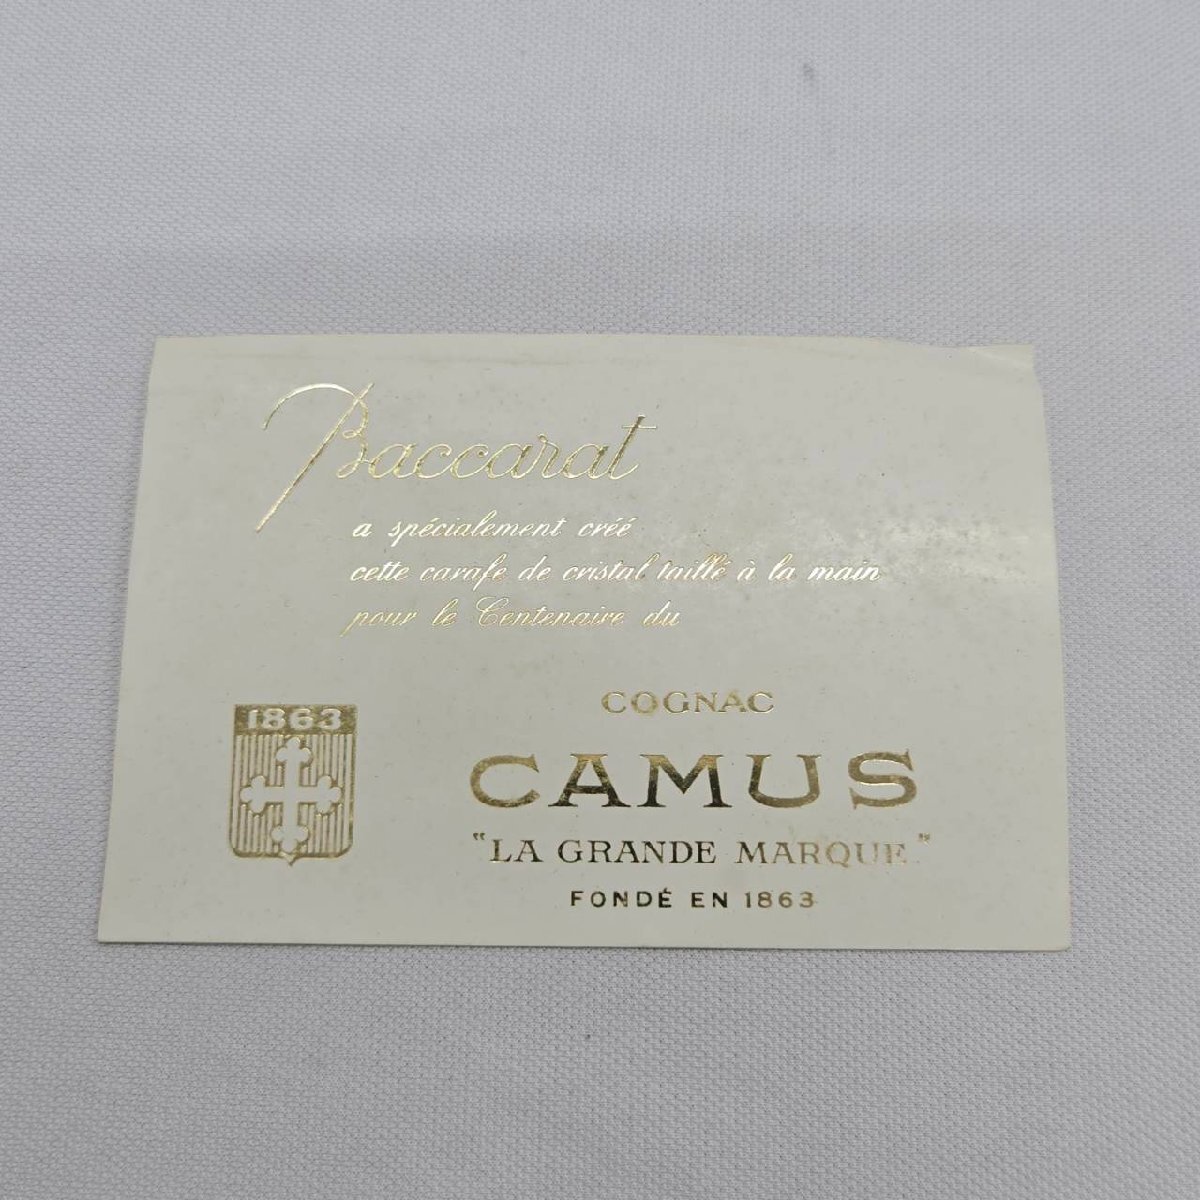 Baccarat
a spécialement créé
cette carafe de cristal taillé à la main
pour le Centenaire du
COGNAC
1863
CAMUS
"LA GRANDE MARQUE"
FONDÉ EN 1863